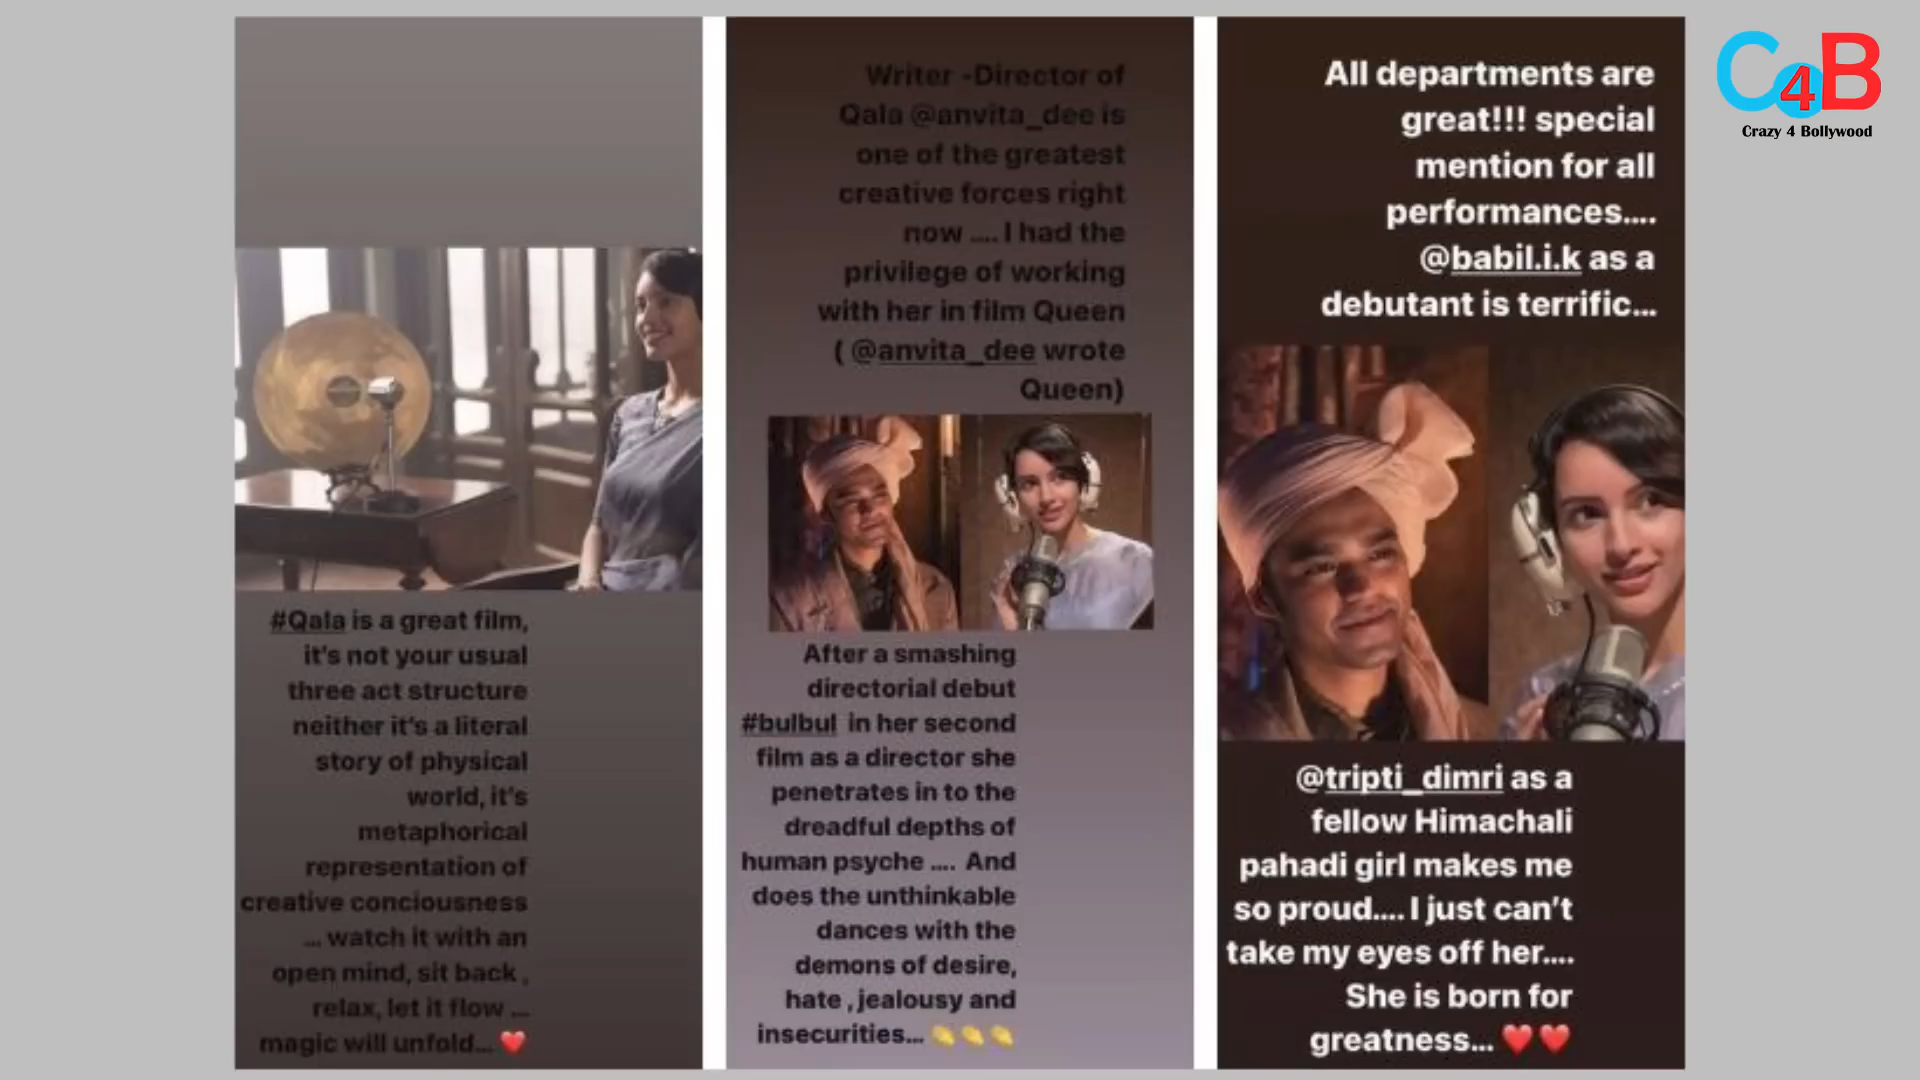 #Qala is a great film,
it's not your usual
three act structure
neither it's a literal
story of physical
world, it's
metaphorical
representation of
creative conciousness
... watch it with an
open mind, sit back ,
relax, let it flow ...
magic will unfold... ❤️
Writer -Director of
Qala @anvita_dee is
one of the greatest
creative forces right
now .... I had the
privilege of working
with her in film Queen
( @anvita_dee wrote
Queen)
After a smashing
directorial debut
#bulbul in her second
film as a director she
penetrates in to the
dreadful depths of
human psyche .... And
does the unthinkable
dances with the
demons of desire,
hate , jealousy and
insecurities... 👏👏👏
All departments are
great!!! special
mention for all
performances....
@babil.i.k as a
debutant is terrific...
@tripti_dimri as a
fellow Himachali
pahadi girl makes me
so proud.... I just can't
take my eyes off her....
She is born for
greatness... ❤️❤️
C4B
Crazy 4 Bollywood